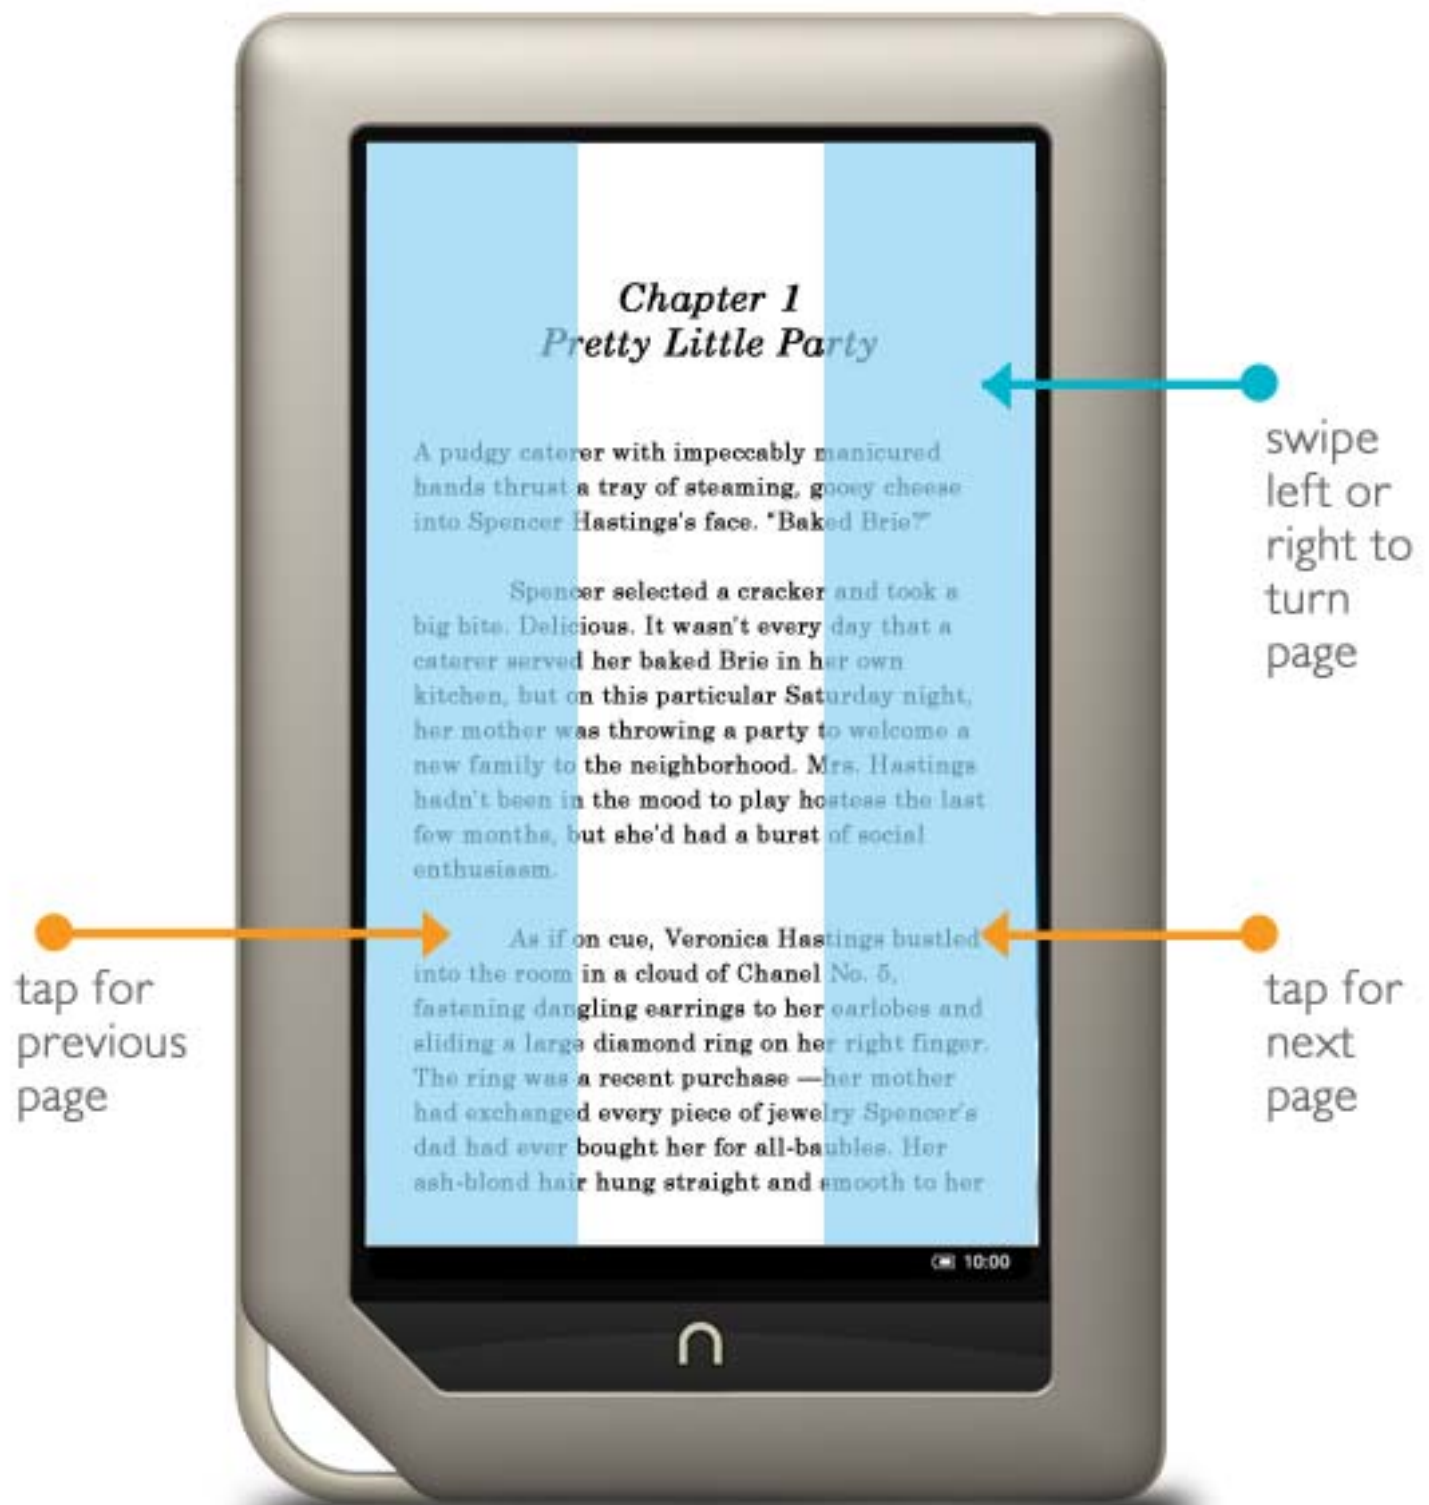 Chapter 1
Pretty Little Party
A pudgy caterer with impeccably manicured
hands thrust a tray of steaming, gooey cheese
into Spencer Hastings's face. "Baked Brie?"
Spencer selected a cracker and took a
big bite. Delicious. It wasn't every day that a
caterer served her baked Brie in her own
kitchen, but on this particular Saturday night,
her mother was throwing a party to welcome a
new family to the neighborhood. Mrs. Hastings
hadn't been in the mood to play hostess the last
few months, but she'd had a burst of social
enthusiasm.
As if on cue, Veronica Hastings bustled
into the room in a cloud of Chanel No. 5,
fastening dangling earrings to her earlobes and
sliding a large diamond ring on her right finger.
The ring was a recent purchase —her mother
had exchanged every piece of jewelry Spencer's
dad had ever bought her for all-baubles. Her
ash-blond hair hung straight and smooth to her
10:00
n
swipe
left or
right to
turn
page
tap for
previous
page
tap for
next
page